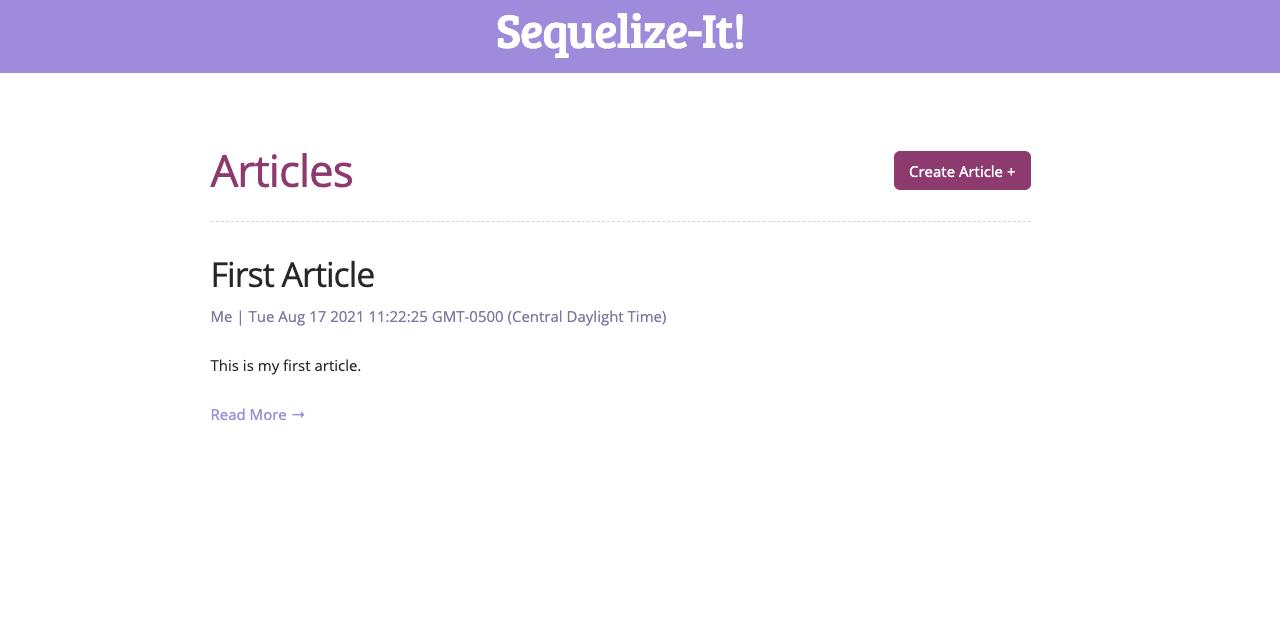 Sequelize-It!
Articles
Create Article +
First Article
Me | Tue Aug 17 2021 11:22:25 GMT-0500 (Central Daylight Time)
This is my first article.
Read More →